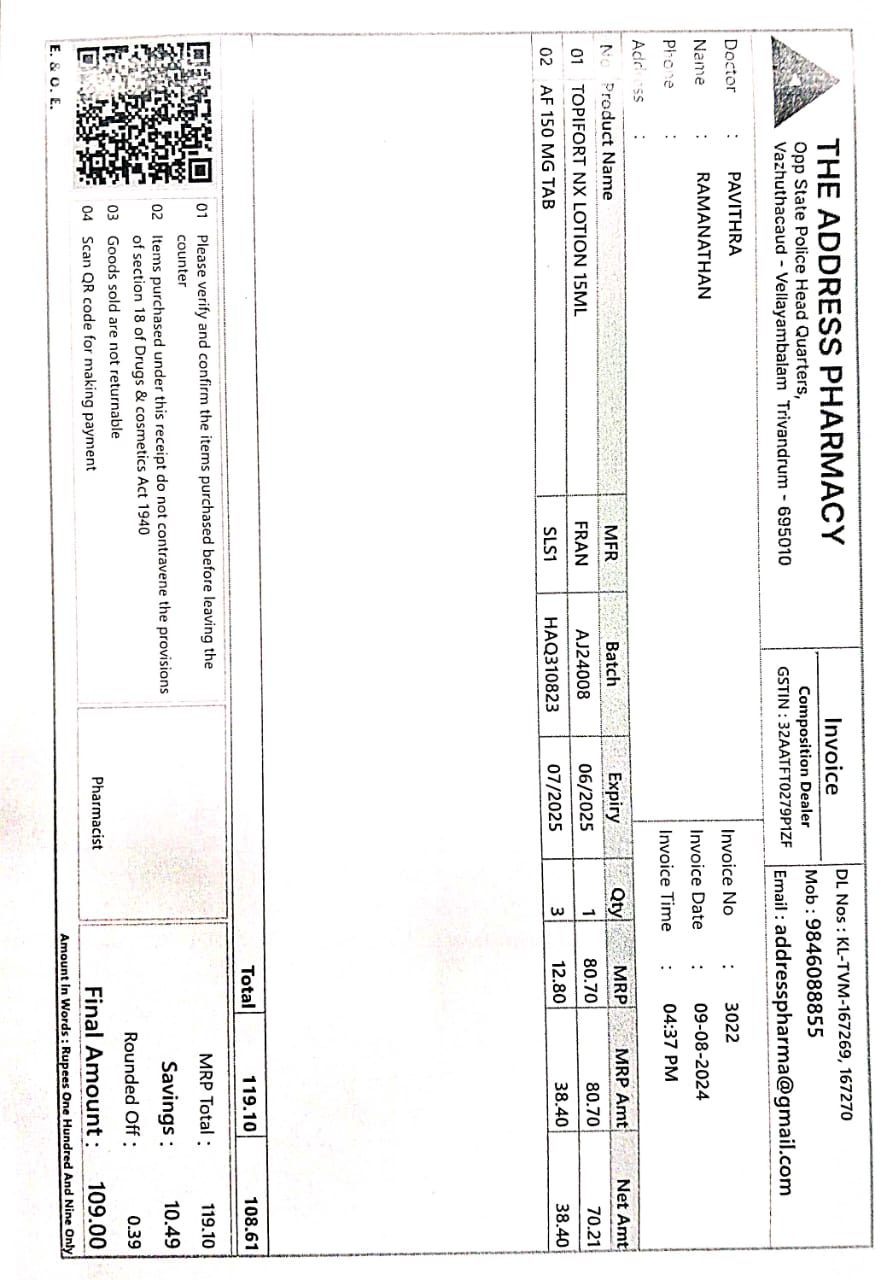 THE ADDRESS PHARMACY
Opp State Police Head Quarters,
Vazhuthacaud - Vellayambalam Trivandrum - 695010
Invoice
Composition Dealer
GSTIN : 32AATFT0279P1ZF
DL Nos : KL-TVM-167269, 167270
Mob : 9846088855
Email : addresspharma@gmail.com
Doctor : PAVITHRA
Name : RAMANATHAN
Phone :
Address :
Invoice No : 3022
Invoice Date : 09-08-2024
Invoice Time : 04:37 PM
No Product Name MFR Batch Expiry Qty MRP MRP Amt Net Amt
01 TOPIFORT NX LOTION 15ML FRAN AJ24008 06/2025 1 80.70 80.70 70.21
02 AF 150 MG TAB SLS1 HAQ310823 07/2025 3 12.80 38.40 38.40
Total 119.10 108.61
01 Please verify and confirm the items purchased before leaving the
counter
02 Items purchased under this receipt do not contravene the provisions
of section 18 of Drugs & cosmetics Act 1940
03 Goods sold are not returnable
04 Scan QR code for making payment
Pharmacist
MRP Total : 119.10
Savings : 10.49
Rounded Off : 0.39
Final Amount : 109.00
Amount In Words : Rupees One Hundred And Nine Only
E. & O. E.